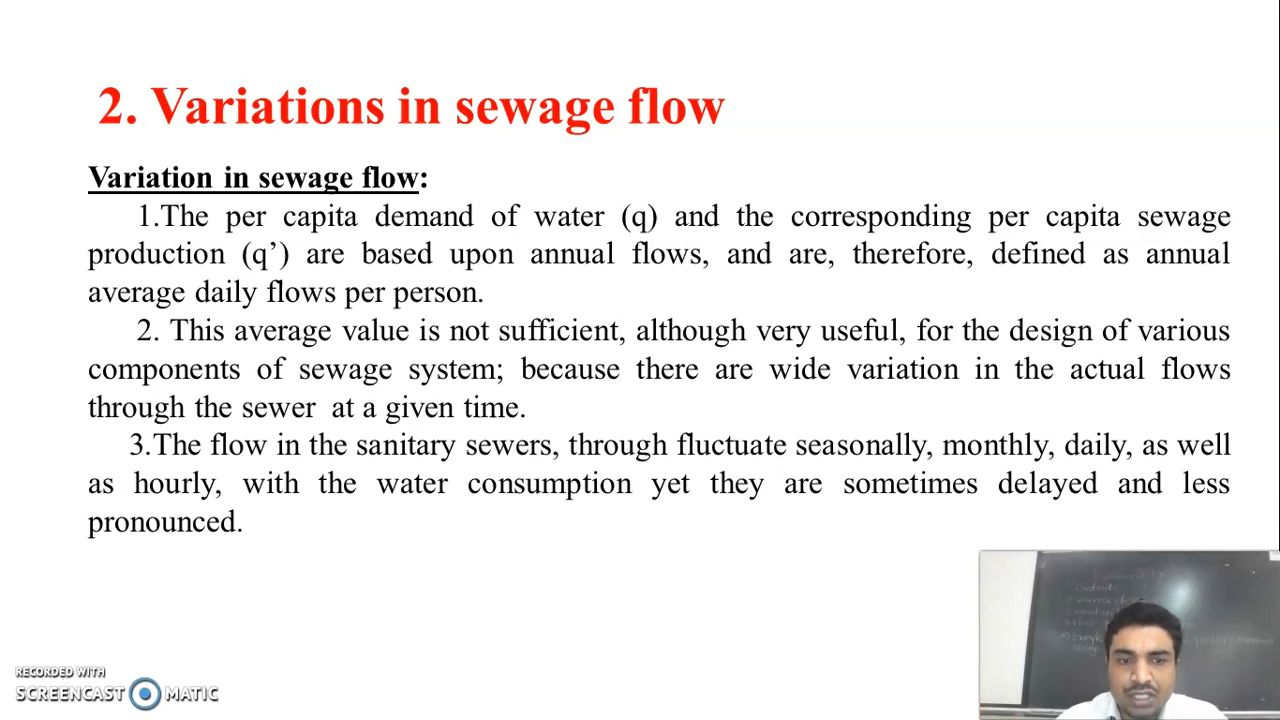 2. Variations in sewage flow
Variation in sewage flow:
1.The per capita demand of water (q) and the corresponding per capita sewage
production (q’) are based upon annual flows, and are, therefore, defined as annual
average daily flows per person.
2. This average value is not sufficient, although very useful, for the design of various
components of sewage system; because there are wide variation in the actual flows
through the sewer at a given time.
3.The flow in the sanitary sewers, through fluctuate seasonally, monthly, daily, as well
as hourly, with the water consumption yet they are sometimes delayed and less
pronounced.
RECORDED WITH
SCREENCAST MATIC